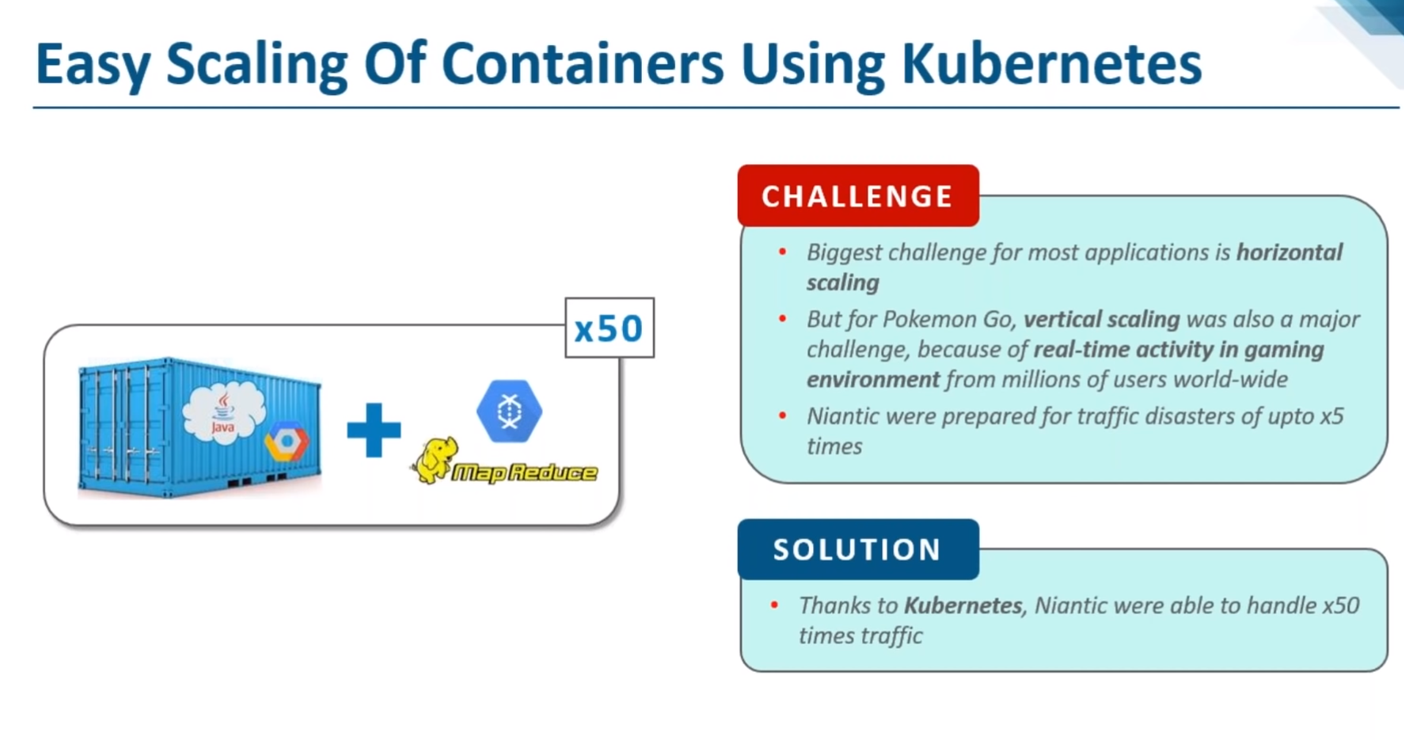 Easy Scaling Of Containers Using Kubernetes
x50
Java
Map Reduce
CHALLENGE
• Biggest challenge for most applications is horizontal
scaling
• But for Pokemon Go, vertical scaling was also a major
challenge, because of real-time activity in gaming
environment from millions of users world-wide
• Niantic were prepared for traffic disasters of upto x5
times
SOLUTION
• Thanks to Kubernetes, Niantic were able to handle x50
times traffic